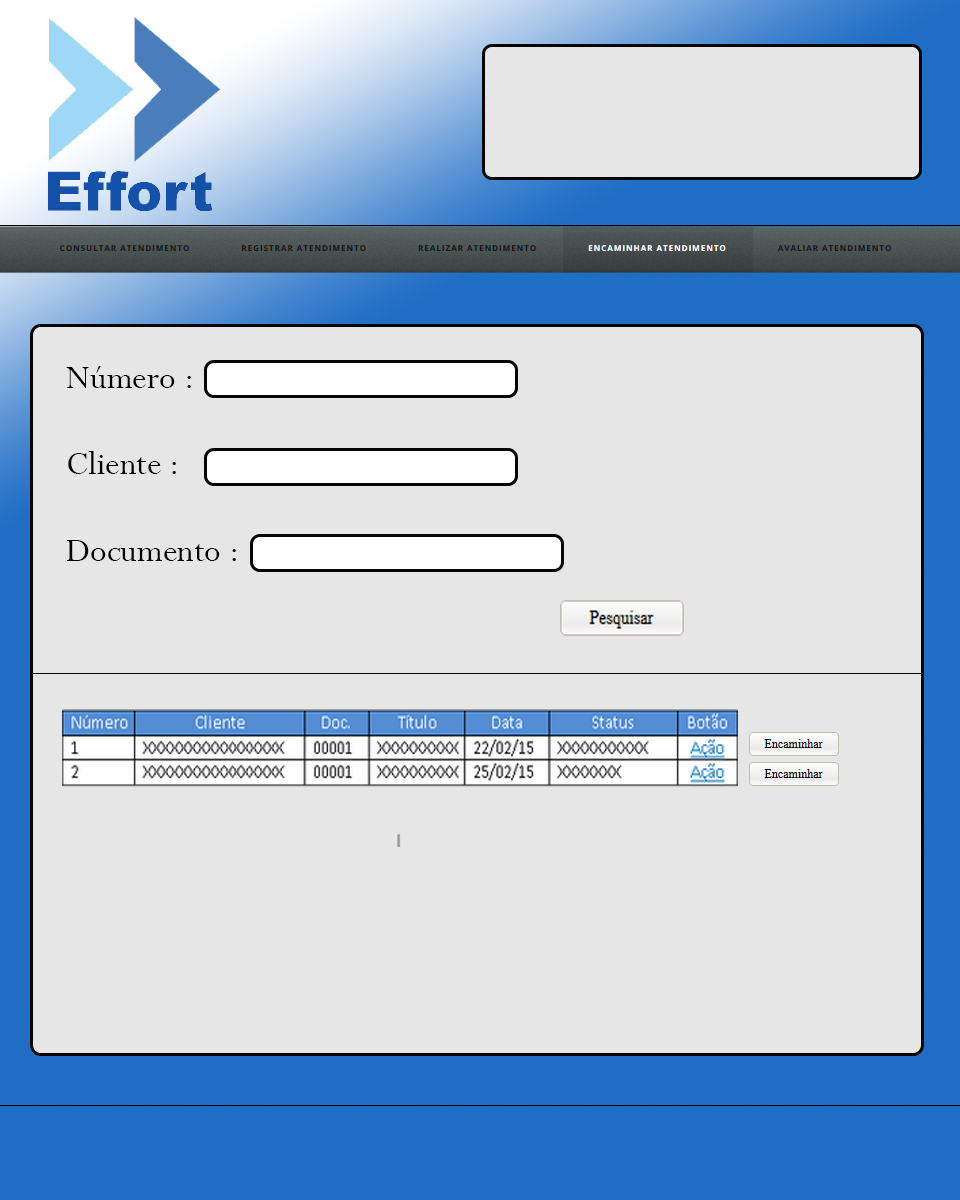 Effort
CONSULTAR ATENDIMENTO REGISTRAR ATENDIMENTO REALIZAR ATENDIMENTO ENCAMINHAR ATENDIMENTO AVALIAR ATENDIMENTO
Número :
Cliente :
Documento :
Pesquisar
Número Cliente Doc. Título Data Status Botão
1 XXXXXXXXXXXXXXXXX 00001 XXXXXXXXX 22/02/15 XXXXXXXXXX Ação Encaminhar
2 XXXXXXXXXXXXXXXXX 00001 XXXXXXXXX 25/02/15 XXXXXXX Ação Encaminhar